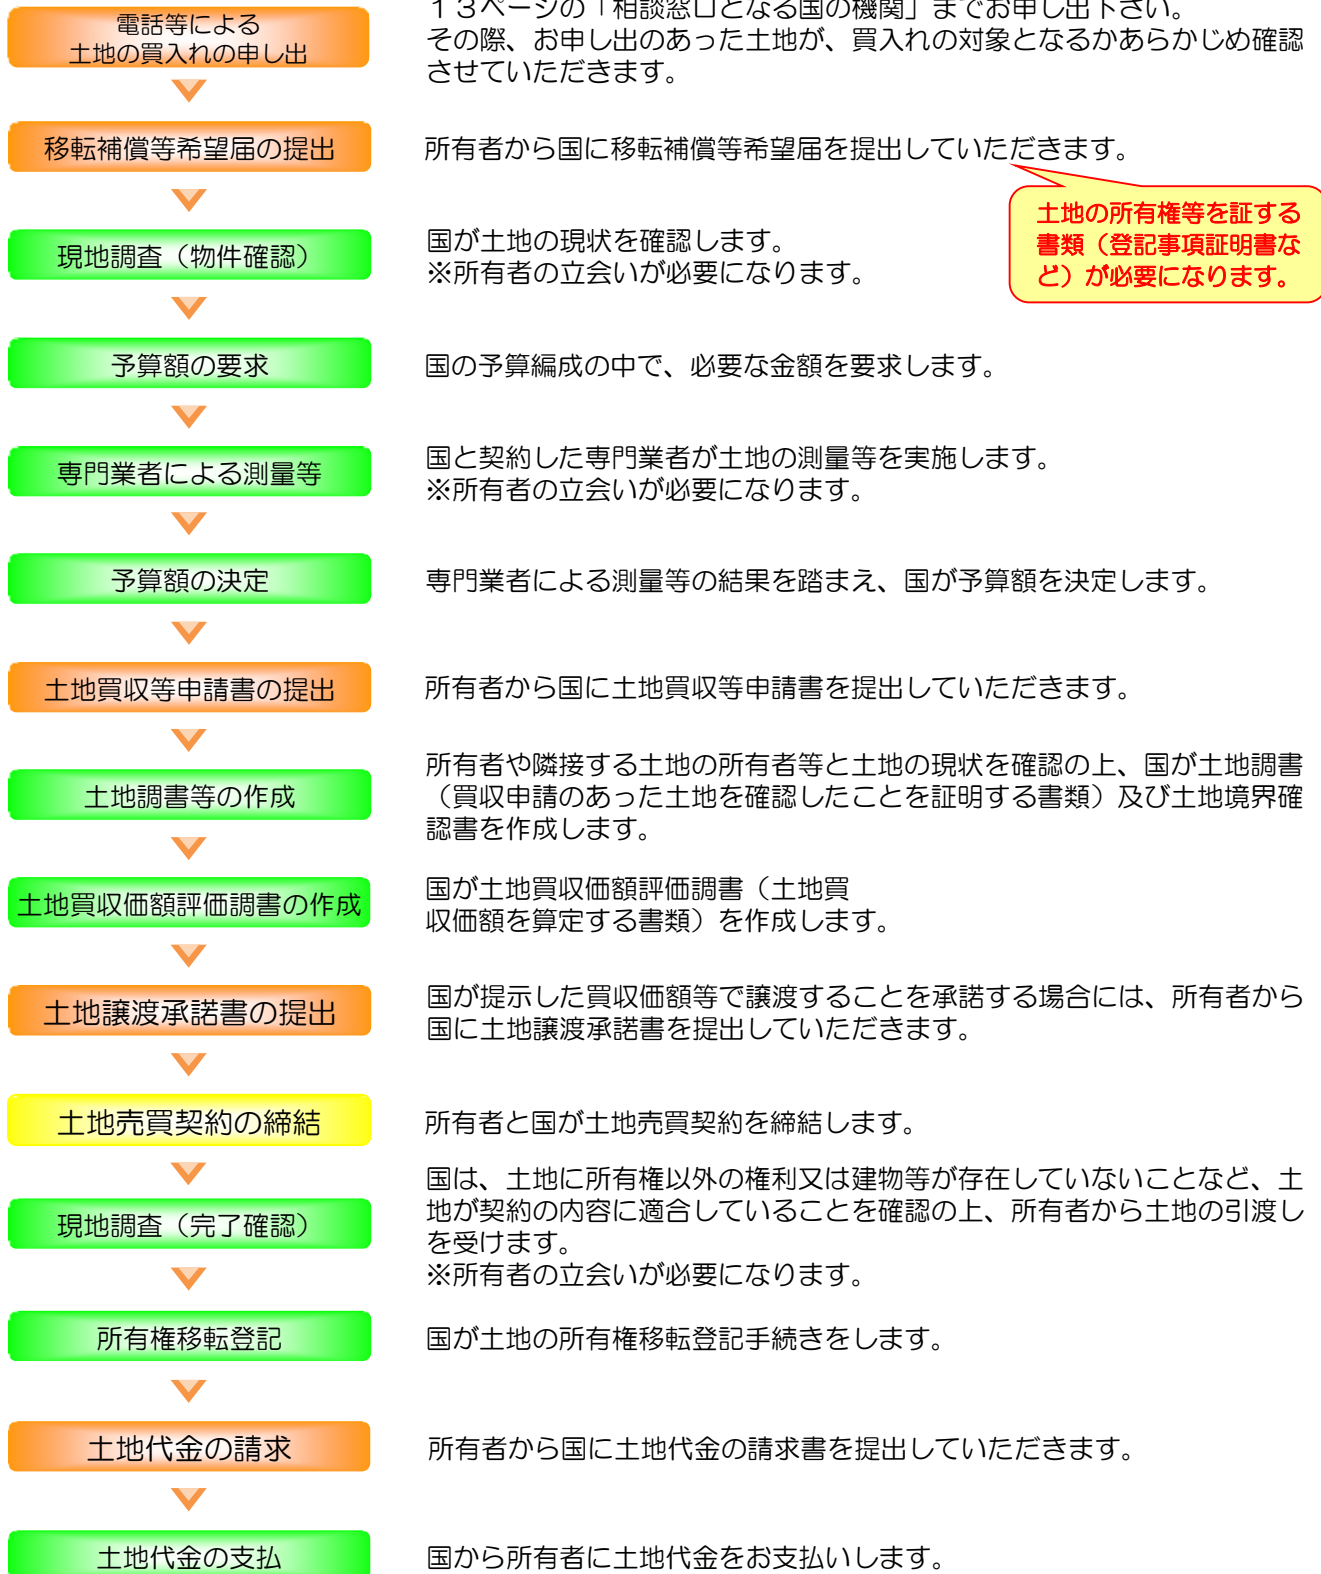 電話等による
土地の買入れの申し出
１３ページの「相談窓口となる国の機関」までお申し出下さい。
その際、お申し出のあった土地が、買入れの対象となるかあらかじめ確認
させていただきます。
移転補償等希望届の提出
所有者から国に移転補償等希望届を提出していただきます。
土地の所有権等を証する
書類（登記事項証明書な
ど）が必要になります。
現地調査（物件確認）
国が土地の現状を確認します。
※所有者の立会いが必要になります。
予算額の要求
国の予算編成の中で、必要な金額を要求します。
専門業者による測量等
国と契約した専門業者が土地の測量等を実施します。
※所有者の立会いが必要になります。
予算額の決定
専門業者による測量等の結果を踏まえ、国が予算額を決定します。
土地買収等申請書の提出
所有者から国に土地買収等申請書を提出していただきます。
土地調書等の作成
所有者や隣接する土地の所有者等と土地の現状を確認の上、国が土地調書
（買収申請のあった土地を確認したことを証明する書類）及び土地境界確
認書を作成します。
土地買収価額評価調書の作成
国が土地買収価額評価調書（土地買
収価額を算定する書類）を作成します。
土地譲渡承諾書の提出
国が提示した買収価額等で譲渡することを承諾する場合には、所有者から
国に土地譲渡承諾書を提出していただきます。
土地売買契約の締結
所有者と国が土地売買契約を締結します。
現地調査（完了確認）
国は、土地に所有権以外の権利又は建物等が存在していないことなど、土
地が契約の内容に適合していることを確認の上、所有者から土地の引渡し
を受けます。
※所有者の立会いが必要になります。
所有権移転登記
国が土地の所有権移転登記手続きをします。
土地代金の請求
所有者から国に土地代金の請求書を提出していただきます。
土地代金の支払
国から所有者に土地代金をお支払いします。